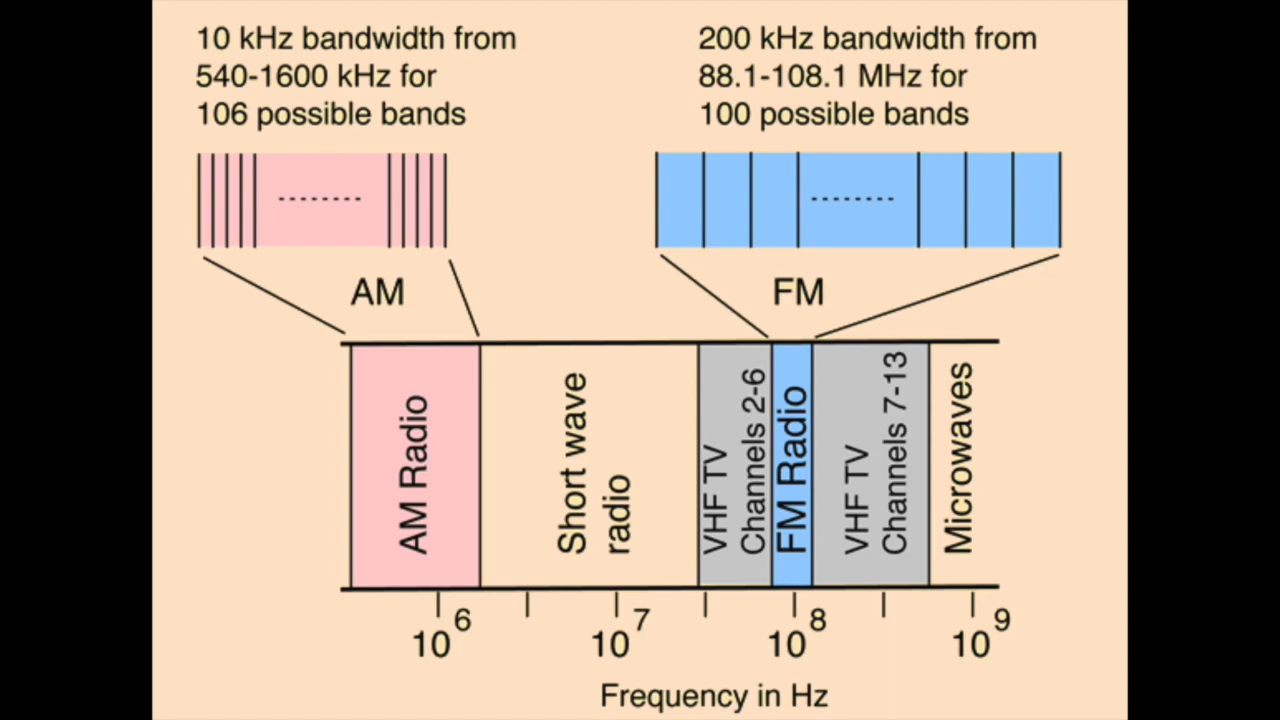 10 kHz bandwidth from
540-1600 kHz for
106 possible bands
200 kHz bandwidth from
88.1-108.1 MHz for
100 possible bands
AM
FM
AM Radio
Short wave
radio
VHF TV
Channels 2-6
FM Radio
VHF TV
Channels 7-13
Microwaves
10^6
10^7
10^8
10^9
Frequency in Hz